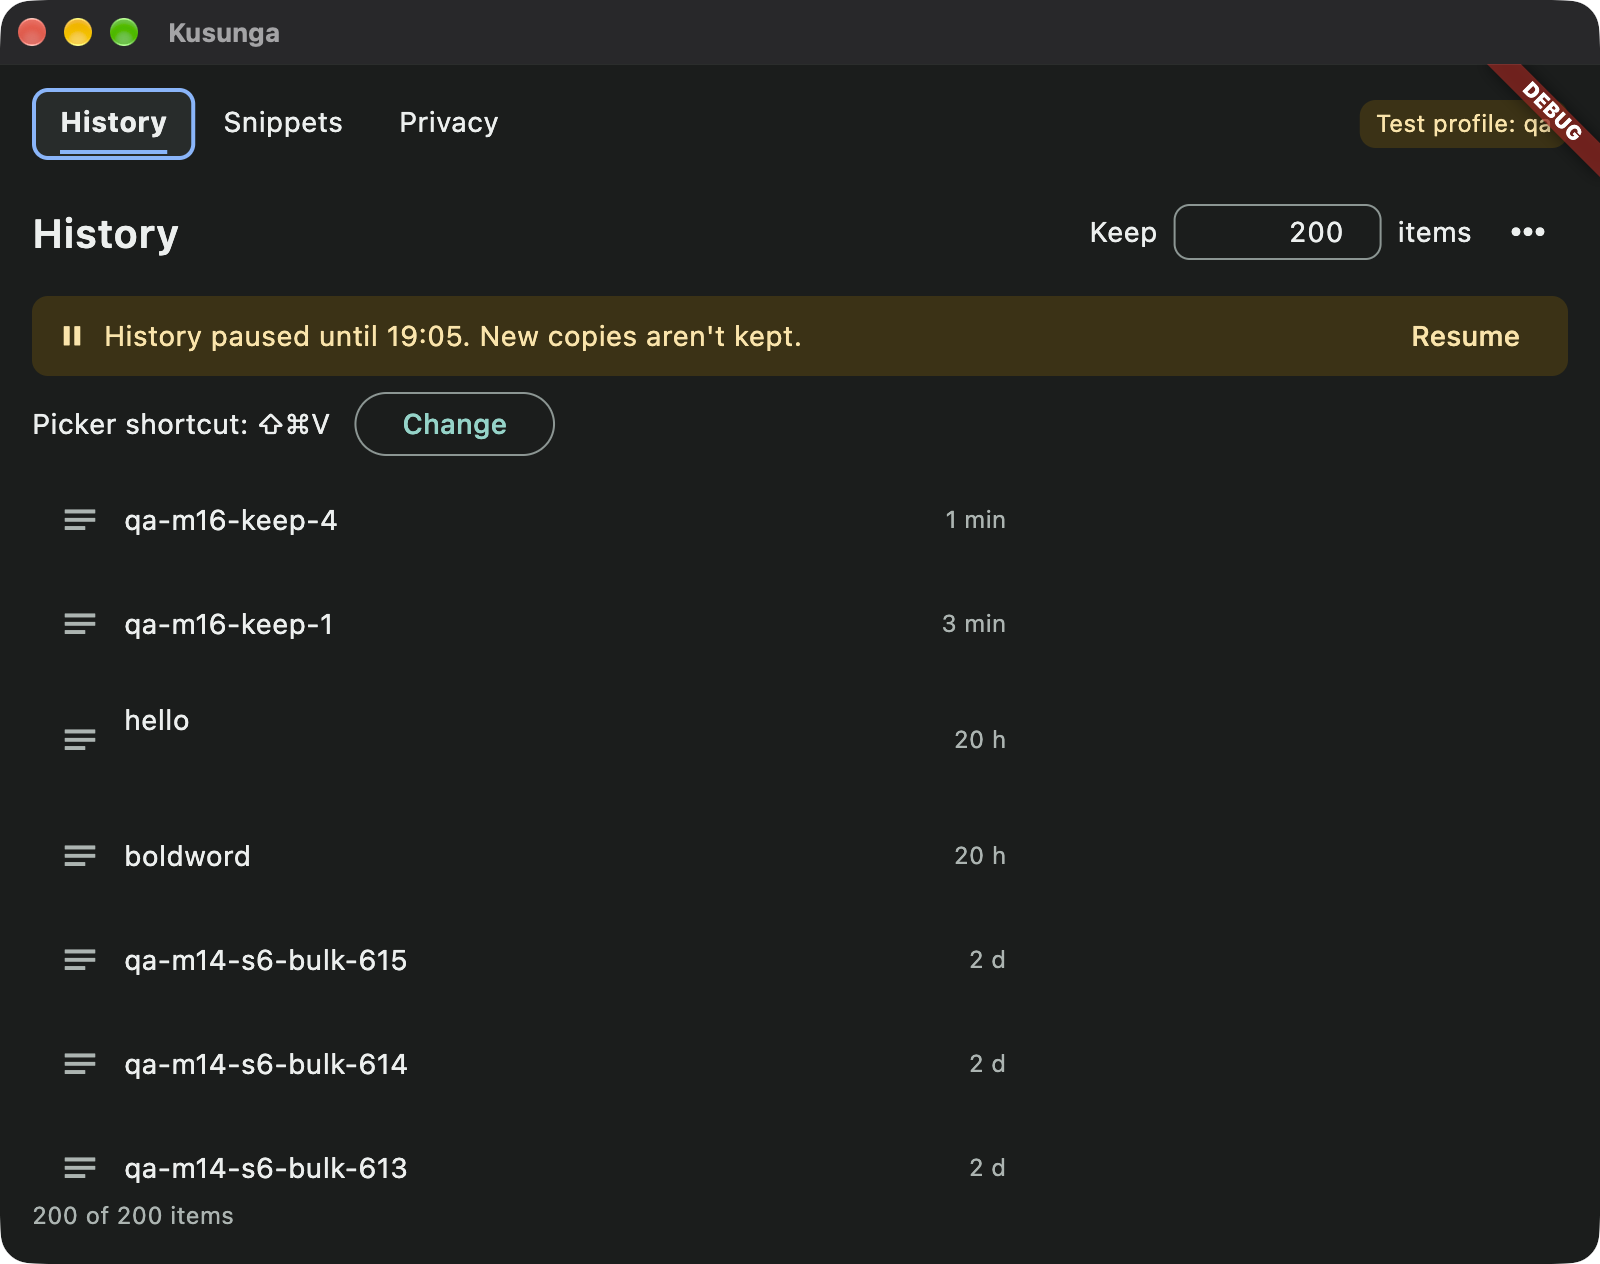 Kusunga
History Snippets Privacy
Test profile: qa
DEBUG
History
Keep 200 items
History paused until 19:05. New copies aren't kept.
Resume
Picker shortcut: ⇧⌘V
Change
qa-m16-keep-4 1 min
qa-m16-keep-1 3 min
hello 20 h
boldword 20 h
qa-m14-s6-bulk-615 2 d
qa-m14-s6-bulk-614 2 d
qa-m14-s6-bulk-613 2 d
200 of 200 items